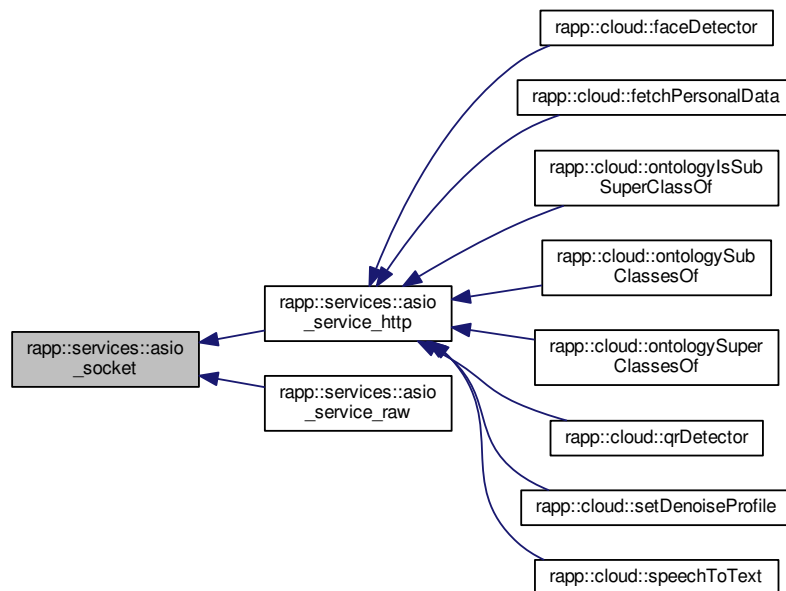 rapp::cloud::faceDetector
rapp::cloud::fetchPersonalData
rapp::cloud::ontologyIsSub
SuperClassOf
rapp::cloud::ontologySub
ClassesOf
rapp::services::asio
_service_http
rapp::services::asio
_socket
rapp::cloud::ontologySuper
ClassesOf
rapp::services::asio
_service_raw
rapp::cloud::qrDetector
rapp::cloud::setDenoiseProfile
rapp::cloud::speechToText